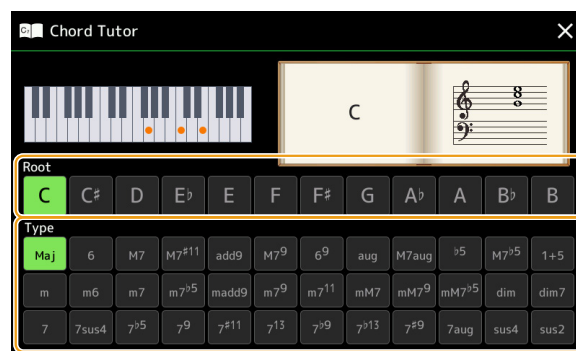 Chord Tutor
C
Root
C C♯ D E♭ E F F♯ G A♭ A B♭ B
Type
Maj 6 M7 M7♯11 add9 M79 69 aug M7aug ♭5 M7♭5 1+5
m m6 m7 m7♭5 madd9 m79 m711 mM7 mM79 mM7♭5 dim dim7
7 7sus4 7♭5 79 7♯11 713 7♭9 7♭13 7♯9 7aug sus4 sus2